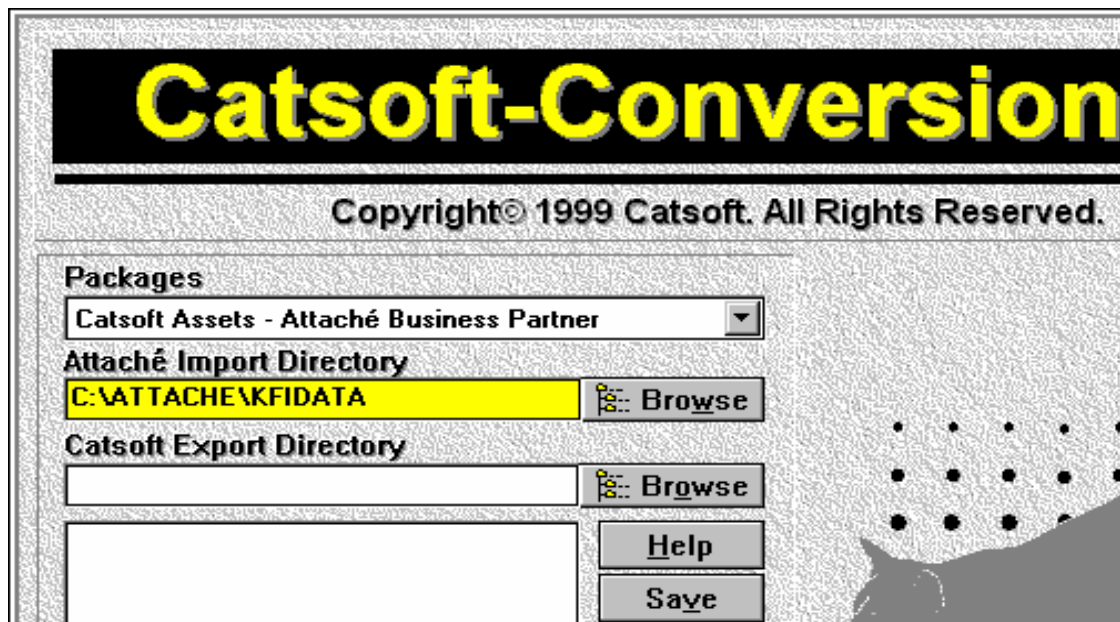 Catsoft-Conversion
Copyright© 1999 Catsoft. All Rights Reserved.
Packages
Catsoft Assets - Attaché Business Partner
Attaché Import Directory
C:\ATTACHE\KFIDATA
Browse
Catsoft Export Directory
Browse
Help
Save